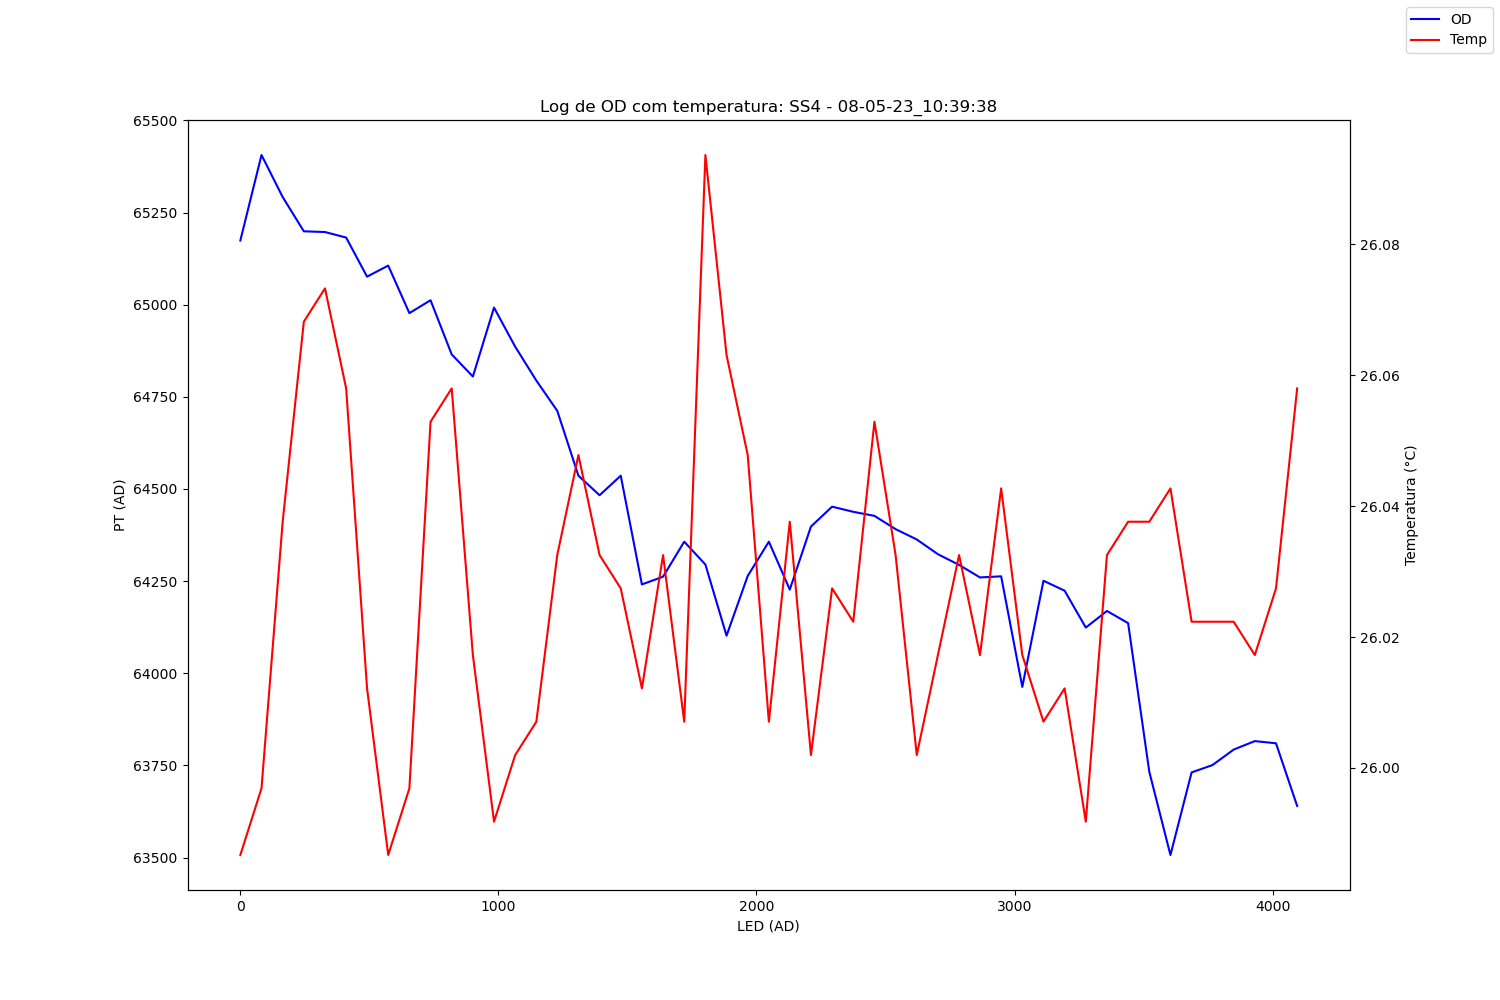 OD
Temp
Log de OD com temperatura: SS4 - 08-05-23_10:39:38
65500
65250
65000
64750
64500
64250
64000
63750
63500
PT (AD)
26.08
26.06
26.04
26.02
26.00
Temperatura (°C)
0 1000 2000 3000 4000
LED (AD)